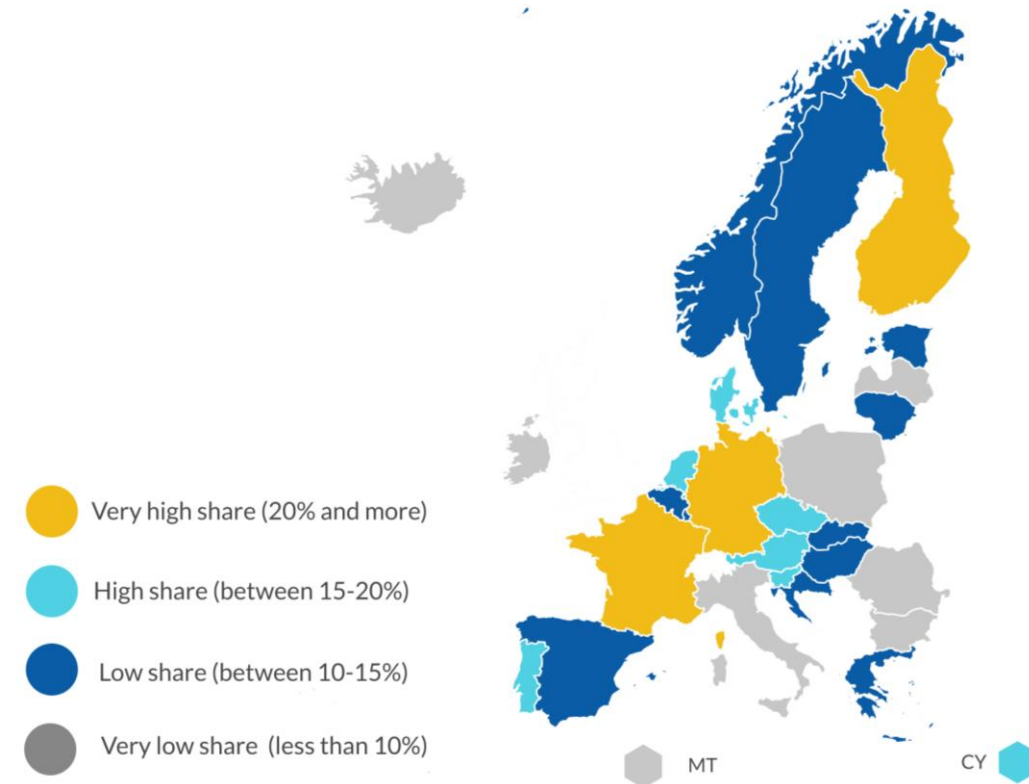 Very high share (20% and more)
High share (between 15-20%)
Low share (between 10-15%)
Very low share (less than 10%)
MT
CY